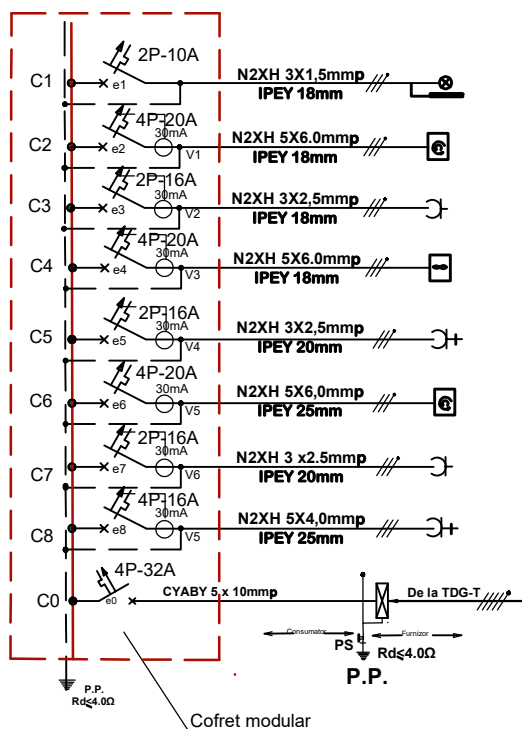 2P-10A
C1
e1
N2XH 3X1,5mmp
IPEY 18mm
4P-20A
30mA
C2
e2
V1
N2XH 5X6.0mmp
IPEY 18mm
2P-16A
30mA
C3
e3
V2
N2XH 3X2,5mmp
IPEY 18mm
4P-20A
30mA
C4
e4
V3
N2XH 5X6.0mmp
IPEY 18mm
2P-16A
30mA
C5
e5
V4
N2XH 3X2,5mmp
IPEY 20mm
4P-20A
30mA
C6
e6
V5
N2XH 5X6,0mmp
IPEY 25mm
2P-16A
30mA
C7
e7
V6
N2XH 3 x2.5mmp
IPEY 20mm
4P-16A
30mA
C8
e8
V5
N2XH 5X4,0mmp
IPEY 25mm
4P-32A
C0
e0
CYABY 5 x 10mmp
De la TDG-T
Consumator
Furnizor
PS
Rd≤4.0Ω
P.P.
P.P.
Rd≤4.0Ω
Cofret modular